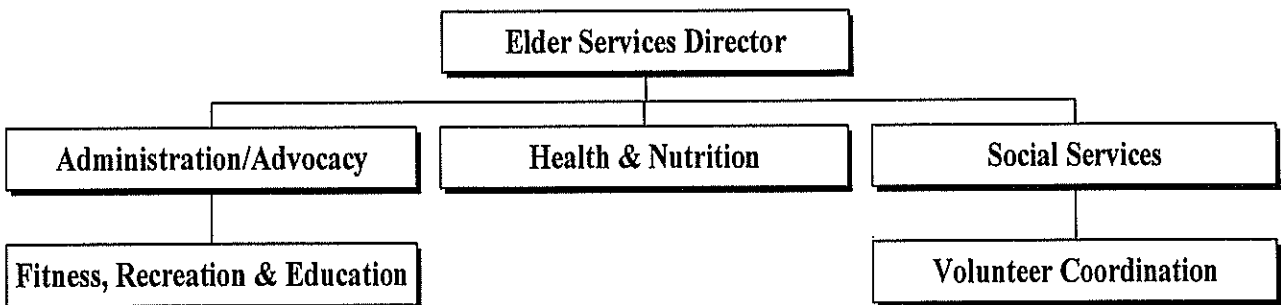 Elder Services Director
Administration/Advocacy
Health & Nutrition
Social Services
Fitness, Recreation & Education
Volunteer Coordination